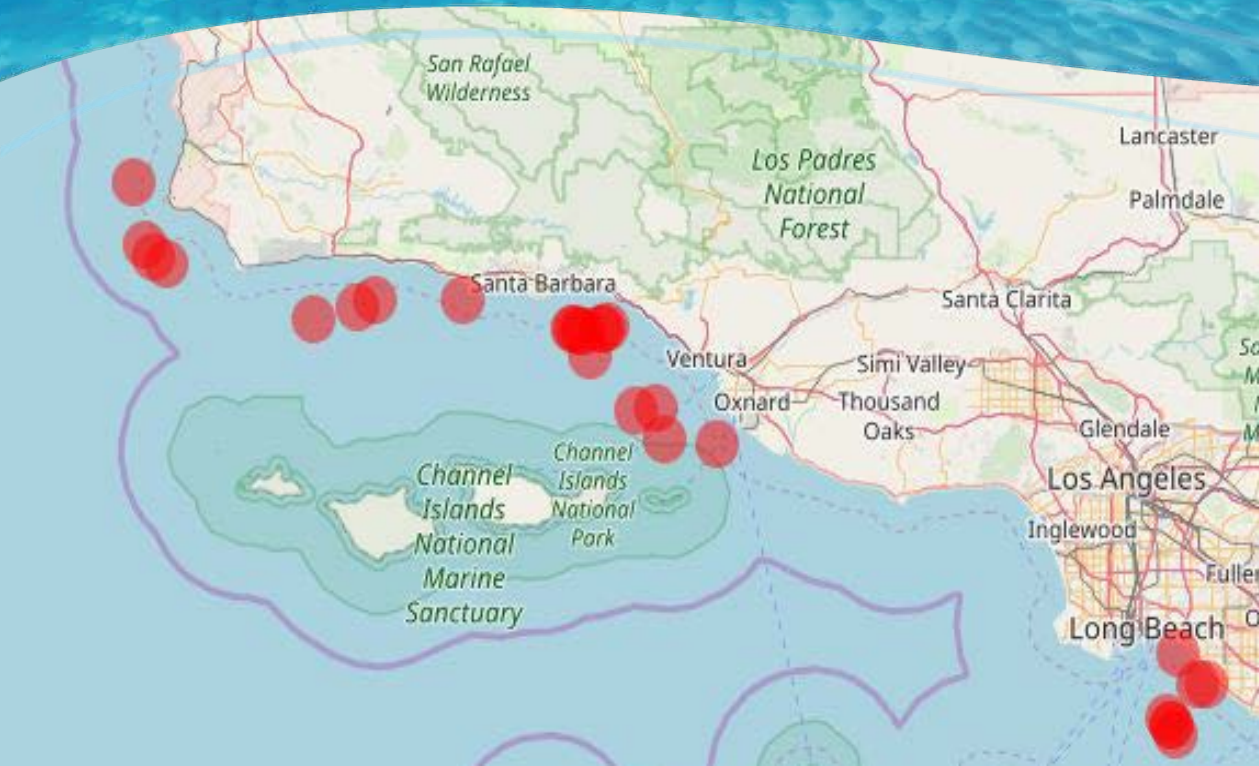 San Rafael
Wilderness
Los Padres
National
Forest
Lancaster
Palmdale
Santa Barbara
Santa Clarita
Ventura
Simi Valley
Oxnard
Thousand
Oaks
Glendale
Channel
Islands
National
Park
Channel
Islands
National
Marine
Sanctuary
Los Angeles
Inglewood
Long Beach